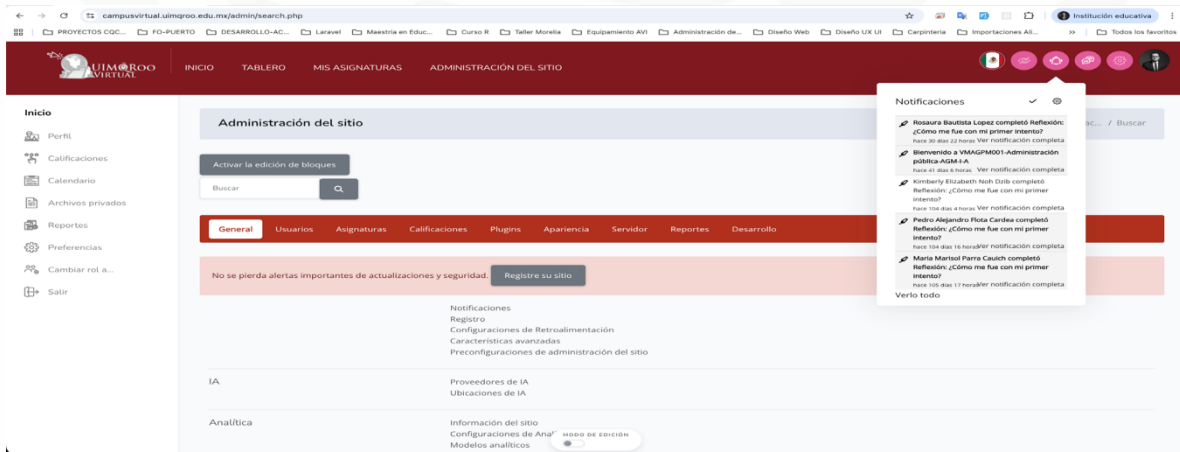 campusvirtual.uimqroo.edu.mx/admin/search.php
Institución educativa
PROYECTOS CQC...
FO-PUERTO
DESARROLLO-AC...
Laravel
Maestria en Educ...
Curso R
Taller Morelia
Equipamiento AVI
Administración de...
Diseño Web
Diseño UX UI
Carpinteria
Importaciones Ali...
Todos los favoritos
UIMQROO
VIRTUAL
INICIO
TABLERO
MIS ASIGNATURAS
ADMINISTRACIÓN DEL SITIO
Inicio
Perfil
Calificaciones
Calendario
Archivos privados
Reportes
Preferencias
Cambiar rol a...
Salir
Administración del sitio
ac... / Buscar
Activar la edición de bloques
Buscar
General
Usuarios
Asignaturas
Calificaciones
Plugins
Apariencia
Servidor
Reportes
Desarrollo
No se pierda alertas importantes de actualizaciones y seguridad.
Registre su sitio
Notificaciones
Registro
Configuraciones de Retroalimentación
Características avanzadas
Preconfiguraciones de administración del sitio
IA
Proveedores de IA
Ubicaciones de IA
Analítica
Información del sitio
Configuraciones de Anal
Modelos analíticos
MODO DE EDICIÓN
Notificaciones
Rosaura Bautista Lopez completó Reflexión:
¿Cómo me fue con mi primer intento?
hace 30 días 22 horas Ver notificación completa
Bienvenido a VMAGPM001-Administración
pública-AGM-I-A
hace 41 días 6 horas Ver notificación completa
Kimberly Elizabeth Noh Dzib completó
Reflexión: ¿Cómo me fue con mi primer
intento?
hace 104 días 4 horas Ver notificación completa
Pedro Alejandro Flota Cardea completó
Reflexión: ¿Cómo me fue con mi primer
intento?
hace 104 días 16 horas Ver notificación completa
Maria Marisol Parra Cauich completó
Reflexión: ¿Cómo me fue con mi primer
intento?
hace 105 días 17 horas Ver notificación completa
Verlo todo